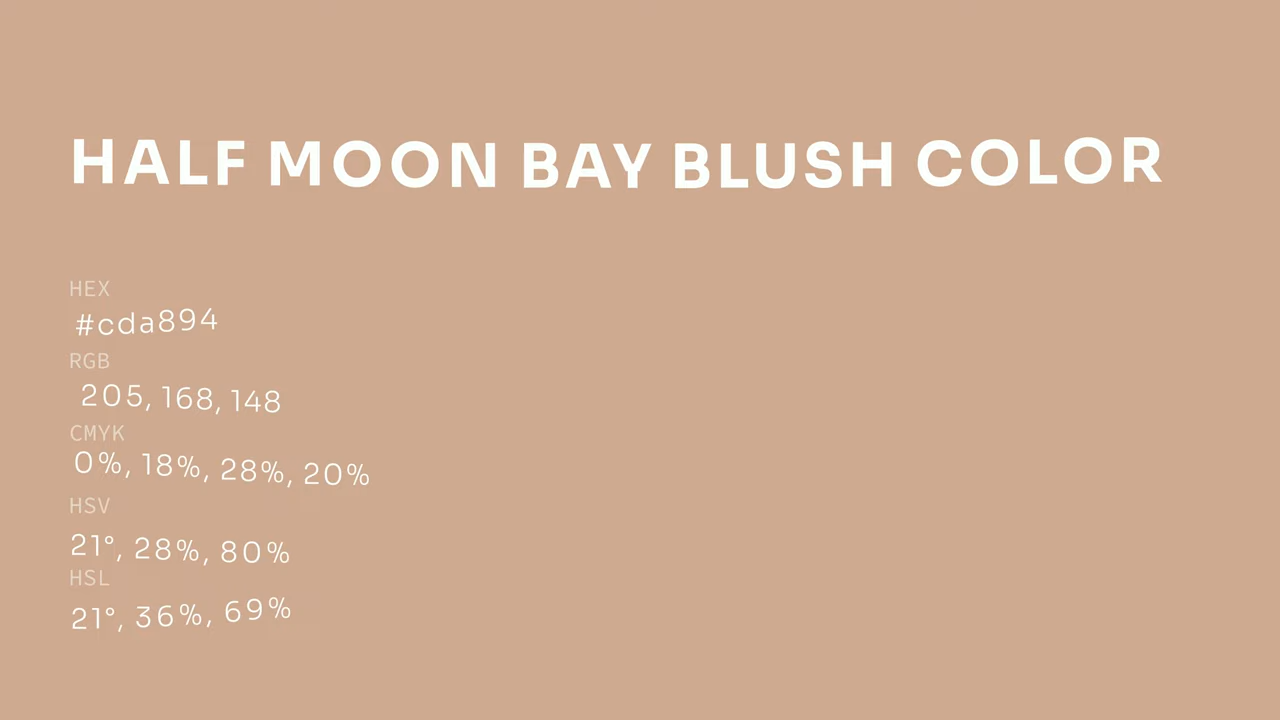 HALF MOON BAY BLUSH COLOR
HEX
#cda894
RGB
205, 168, 148
CMYK
0%, 18%, 28%, 20%
HSV
21°, 28%, 80%
HSL
21°, 36%, 69%